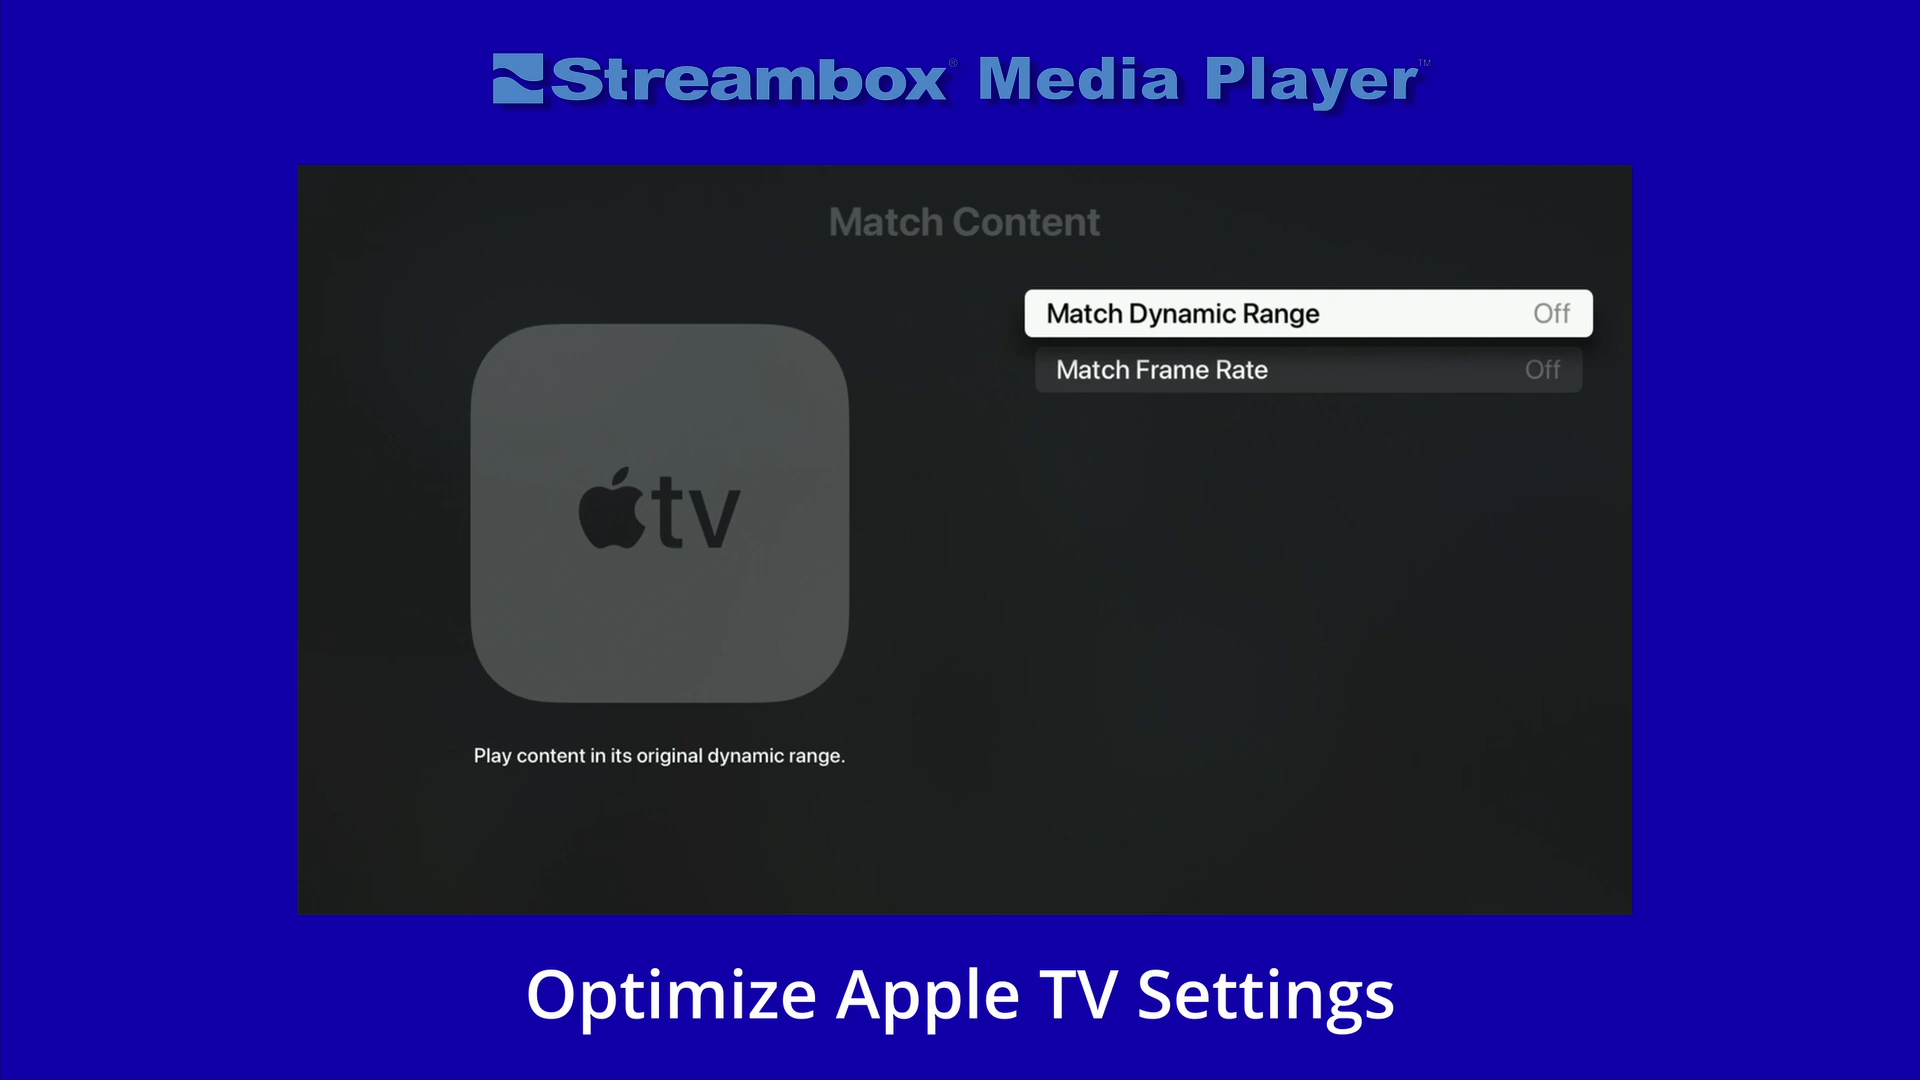 Streambox® Media Player™
Match Content
Match Dynamic Range Off
Match Frame Rate Off
tv
Play content in its original dynamic range.
Optimize Apple TV Settings